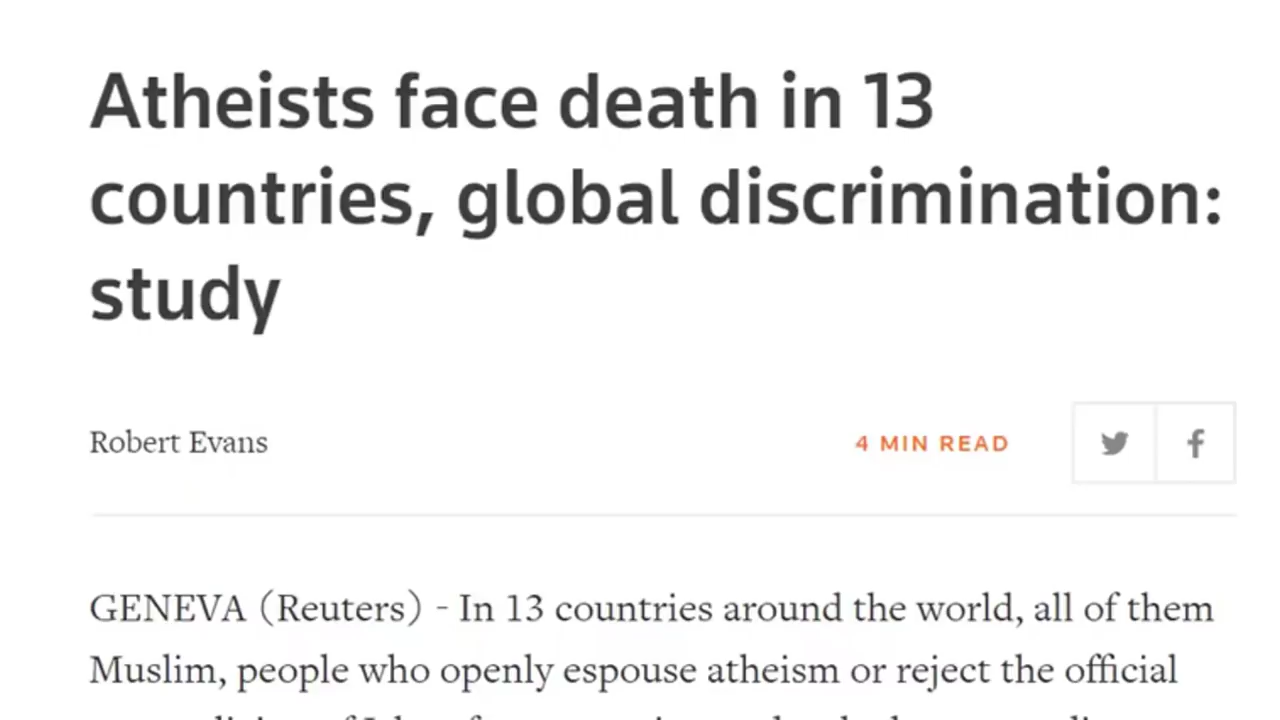 Atheists face death in 13
countries, global discrimination:
study
Robert Evans
4 MIN READ
GENEVA (Reuters) - In 13 countries around the world, all of them
Muslim, people who openly espouse atheism or reject the official